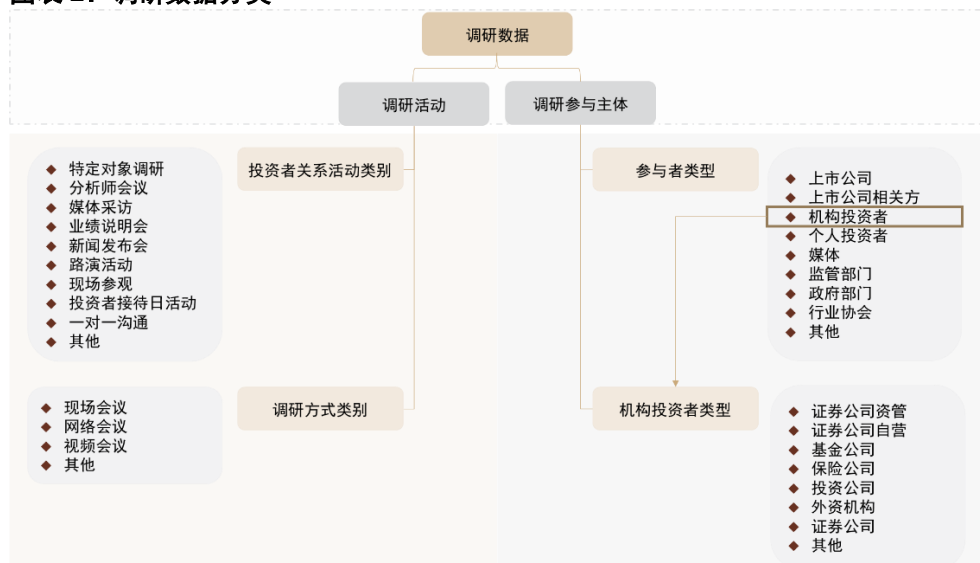 图表2：调研数据分类
调研数据
调研活动
调研参与主体
投资者关系活动类别
特定对象调研
分析师会议
媒体采访
业绩说明会
新闻发布会
路演活动
现场参观
投资者接待日活动
一对一沟通
其他
调研方式类别
现场会议
网络会议
视频会议
其他
参与者类型
上市公司
上市公司相关方
机构投资者
个人投资者
媒体
监管部门
政府部门
行业协会
其他
机构投资者类型
证券公司资管
证券公司自营
基金公司
保险公司
投资公司
外资机构
证券公司
其他